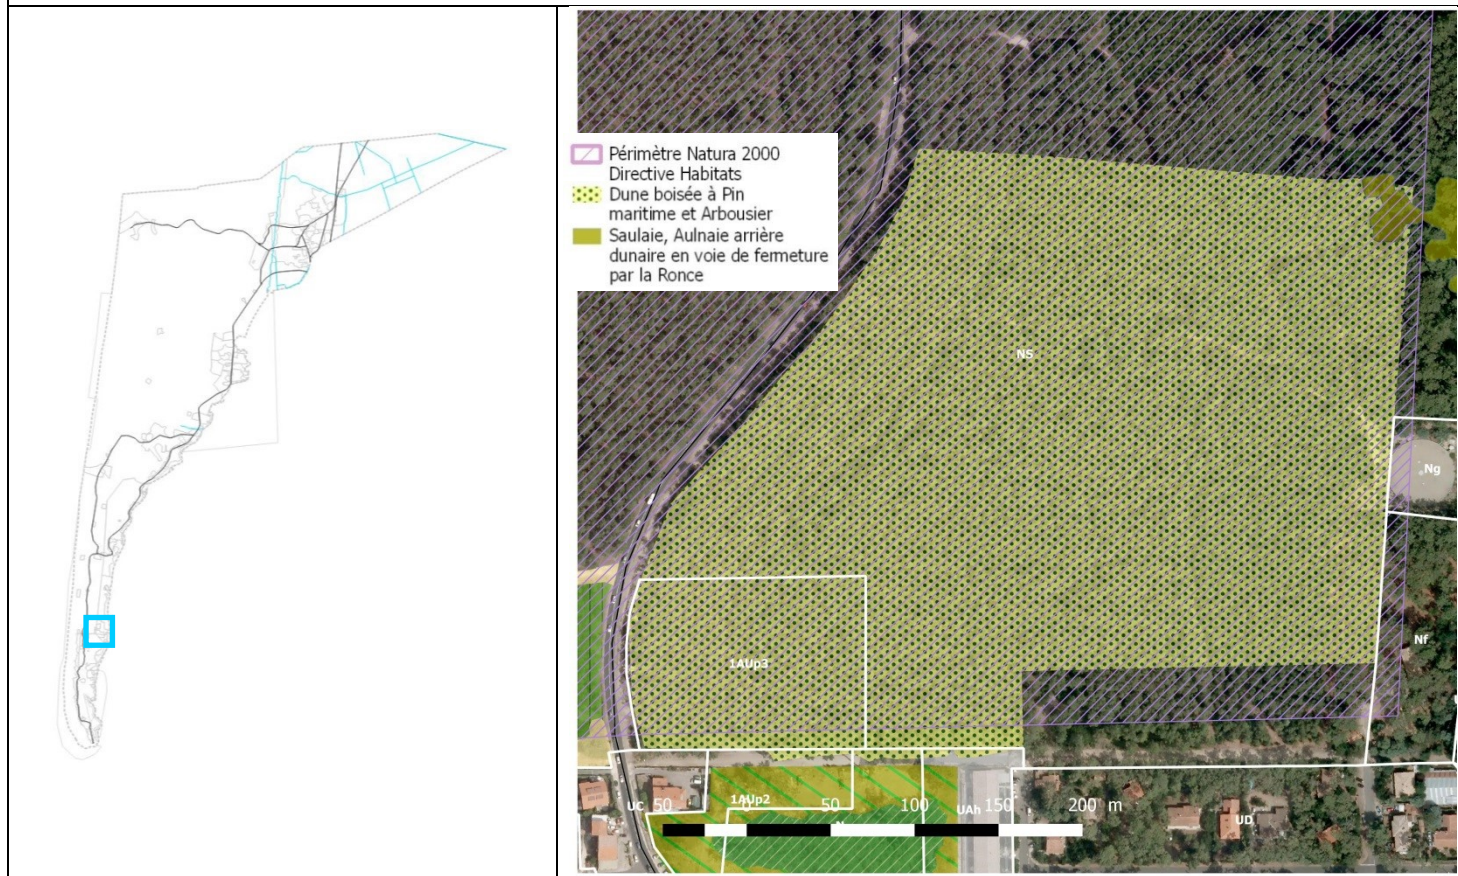 Périmètre Natura 2000
Directive Habitats
Dune boisée à Pin
maritime et Arbousier
Saulaie, Aulnaie arrière
dunaire en voie de fermeture
par la Ronce
NS
Ng
Nf
1AUp3
UC
1AUp2
UAh
UD
50 0 50 100 150 200 m